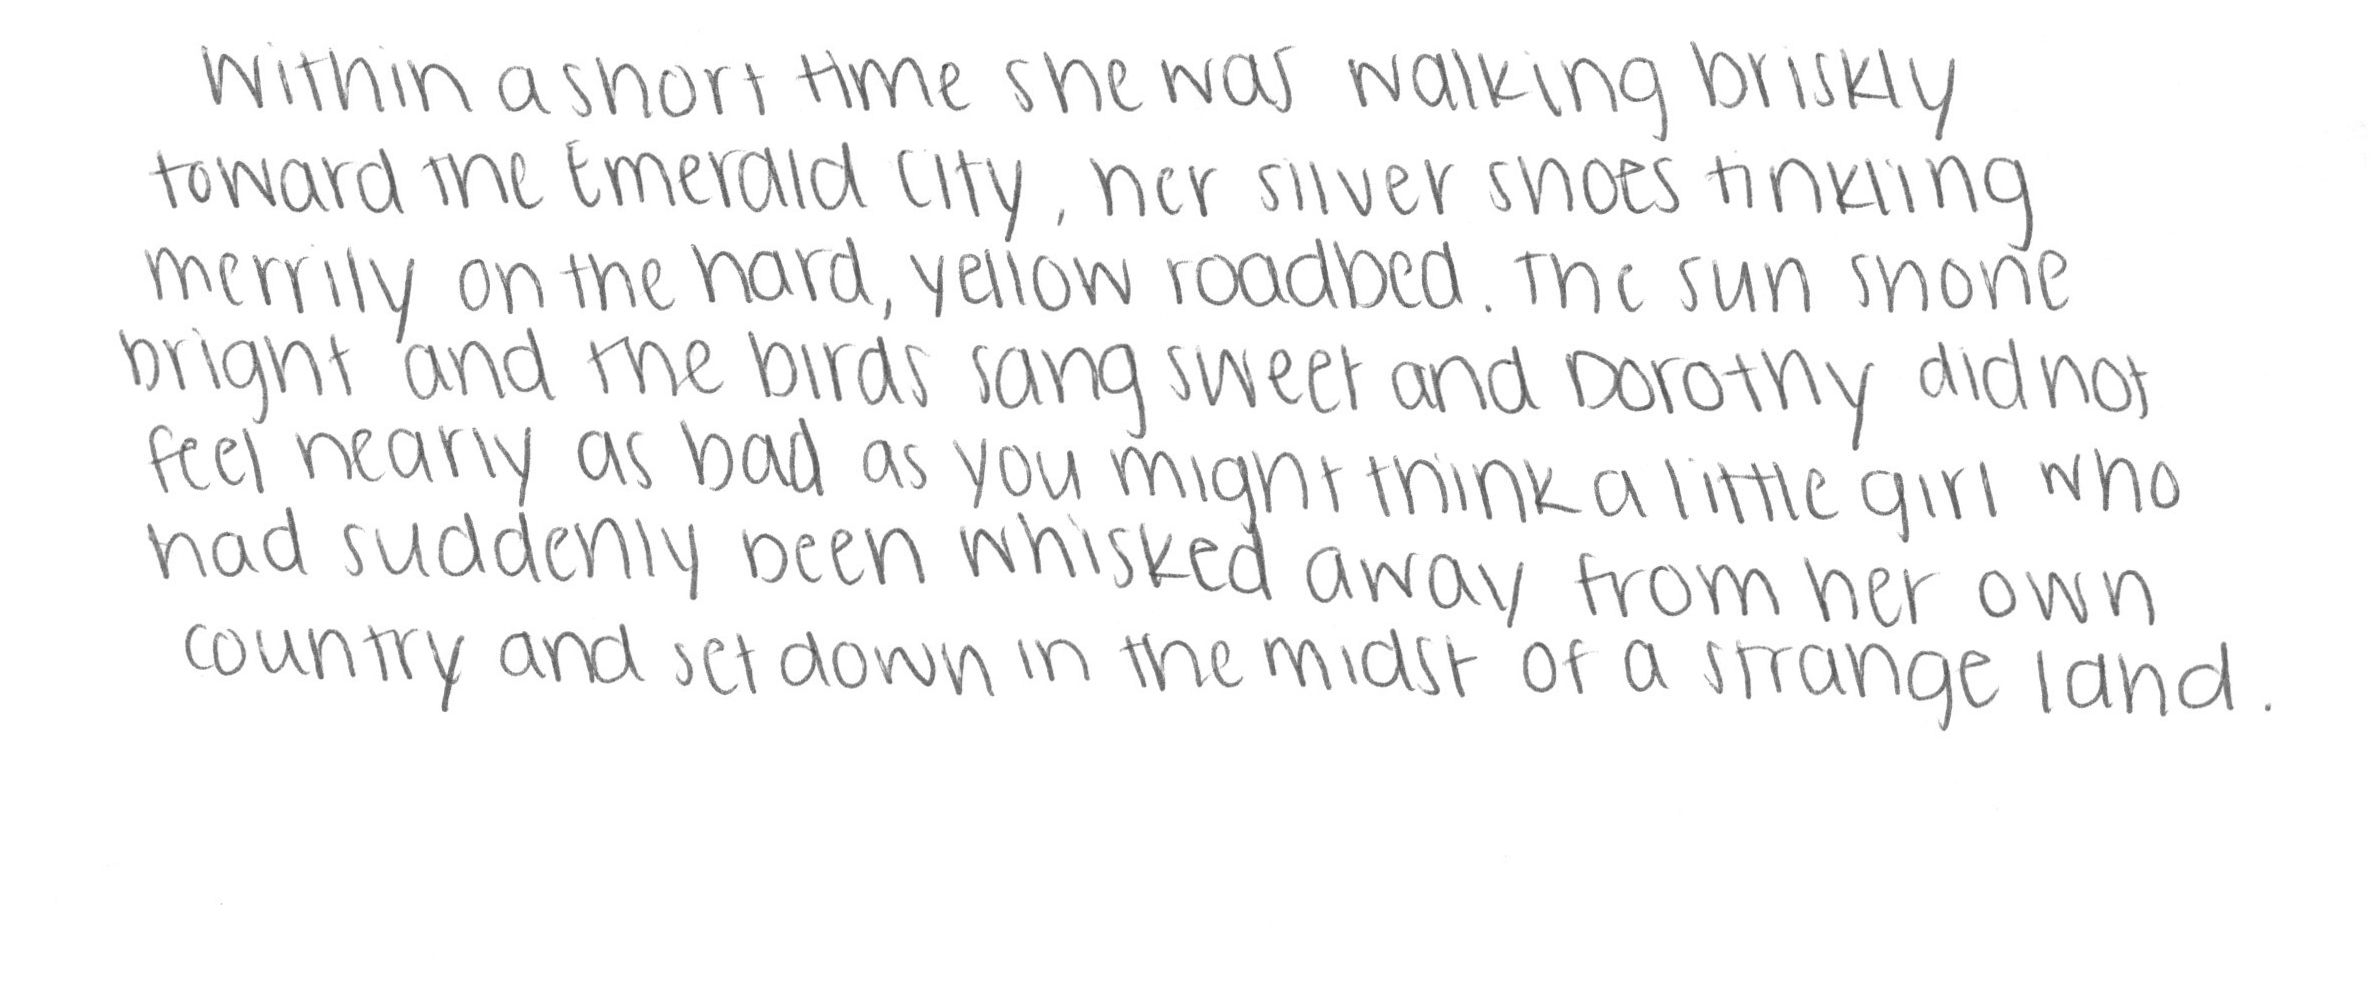 Within a short time she was walking briskly
toward the Emerald City, her silver shoes tinkling
merrily on the hard, yellow roadbed. The sun shone
bright and the birds sang sweet and Dorothy did not
feel nearly as bad as you might think a little girl who
had suddenly been whisked away from her own
country and set down in the midst of a strange land.